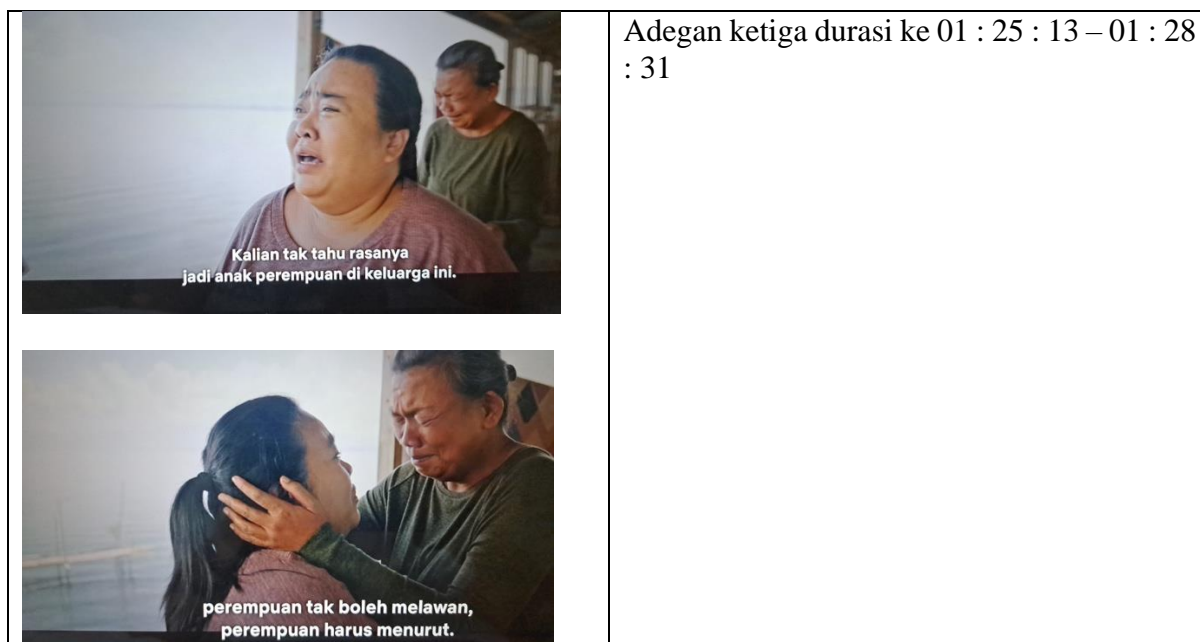 Adegan ketiga durasi ke 01 : 25 : 13 – 01 : 28
: 31
Kalian tak tahu rasanya
jadi anak perempuan di keluarga ini.
perempuan tak boleh melawan,
perempuan harus menurut.